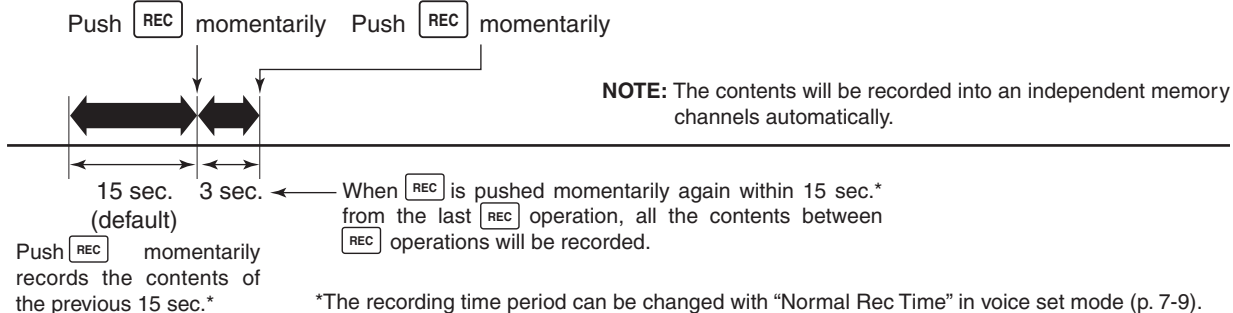 Push REC momentarily Push REC momentarily
NOTE: The contents will be recorded into an independent memory
channels automatically.
15 sec. 3 sec.
(default)
Push REC momentarily
records the contents of
the previous 15 sec.*
When REC is pushed momentarily again within 15 sec.*
from the last REC operation, all the contents between
REC operations will be recorded.
*The recording time period can be changed with “Normal Rec Time” in voice set mode (p. 7-9).